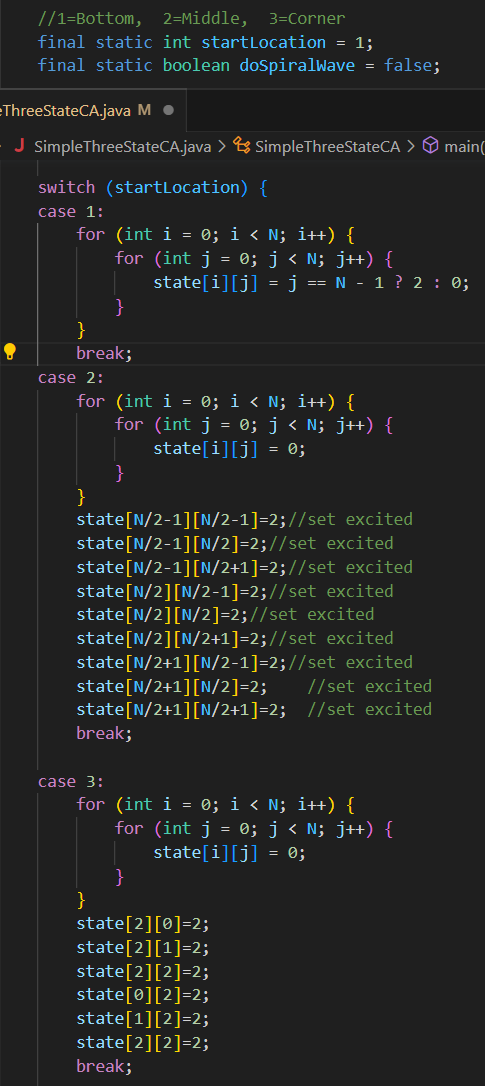 //1=Bottom,  2=Middle,  3=Corner
final static int startLocation = 1;
final static boolean doSpiralWave = false;
eThreeStateCA.java M
SimpleThreeStateCA.java > SimpleThreeStateCA > main(
switch (startLocation) {
case 1:
    for (int i = 0; i < N; i++) {
        for (int j = 0; j < N; j++) {
            state[i][j] = j == N - 1 ? 2 : 0;
        }
    }
    break;
case 2:
    for (int i = 0; i < N; i++) {
        for (int j = 0; j < N; j++) {
            state[i][j] = 0;
        }
    }
    state[N/2-1][N/2-1]=2;//set excited
    state[N/2-1][N/2]=2;//set excited
    state[N/2-1][N/2+1]=2;//set excited
    state[N/2][N/2-1]=2;//set excited
    state[N/2][N/2]=2;//set excited
    state[N/2][N/2+1]=2;//set excited
    state[N/2+1][N/2-1]=2;//set excited
    state[N/2+1][N/2]=2;    //set excited
    state[N/2+1][N/2+1]=2;  //set excited
    break;
case 3:
    for (int i = 0; i < N; i++) {
        for (int j = 0; j < N; j++) {
            state[i][j] = 0;
        }
    }
    state[2][0]=2;
    state[2][1]=2;
    state[2][2]=2;
    state[0][2]=2;
    state[1][2]=2;
    state[2][2]=2;
    break;